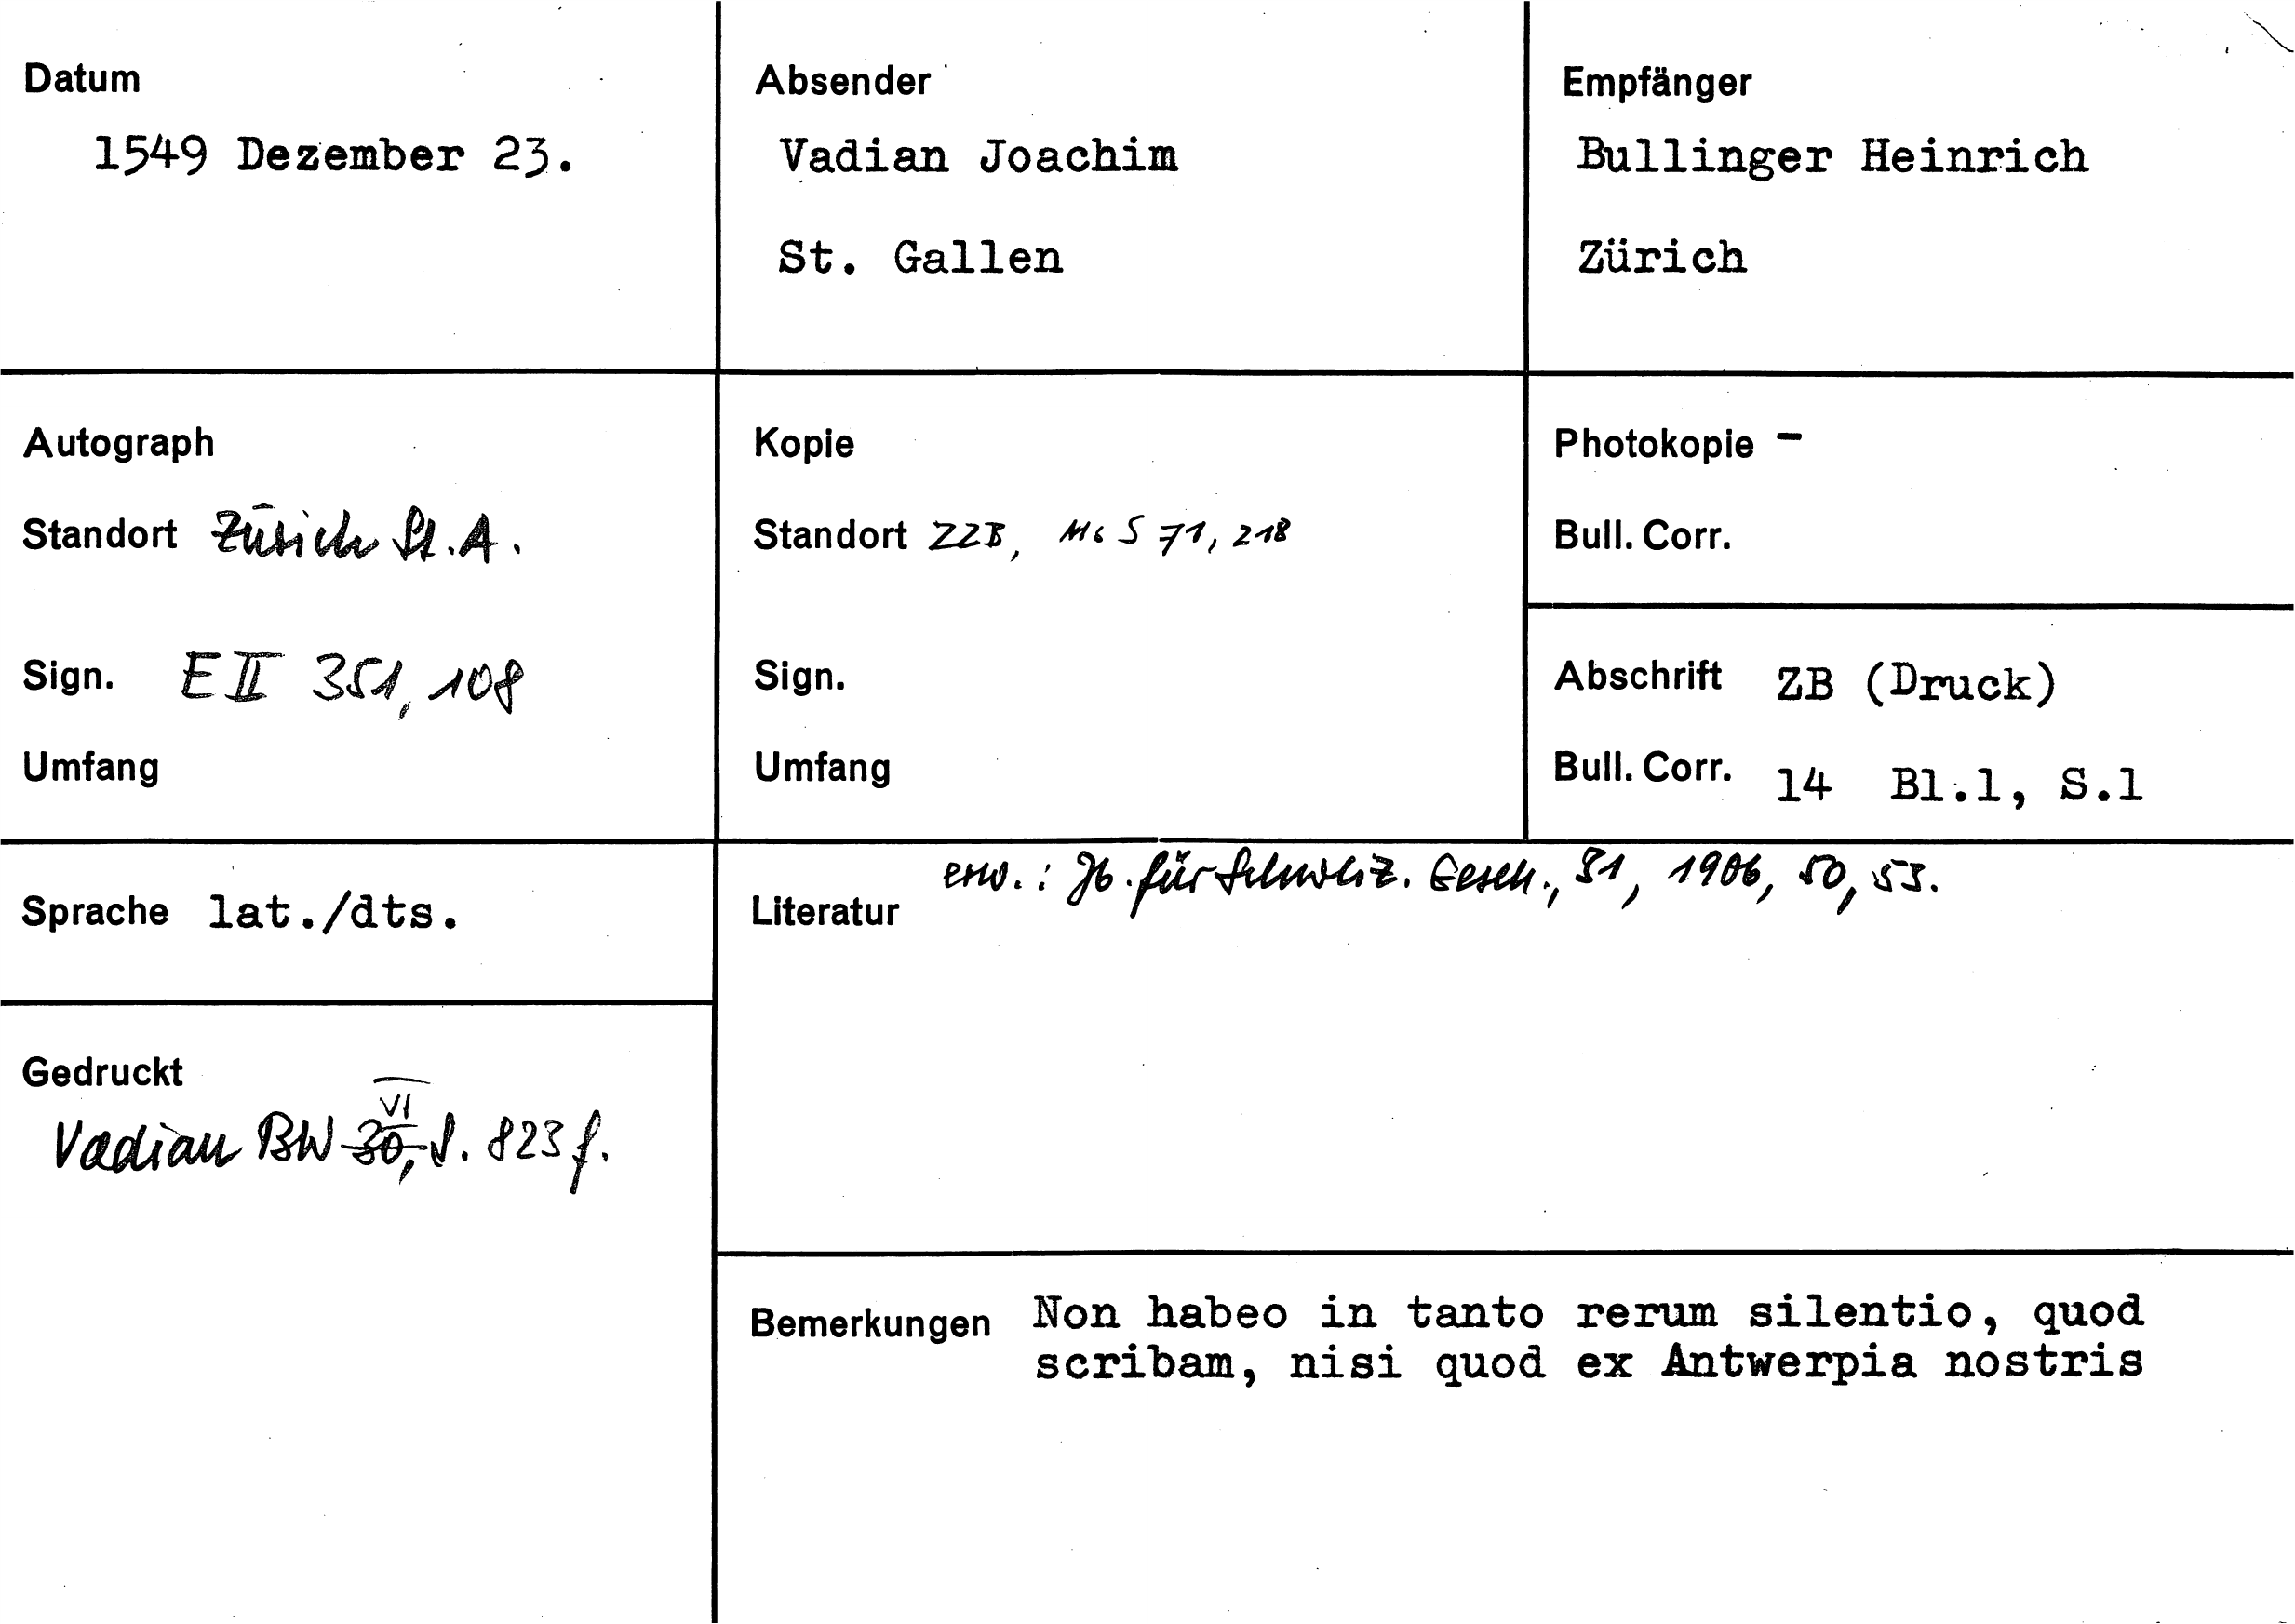 Datum
1549 Dezember 23.
Absender
Vadian Joachim
St. Gallen
Empfänger
Bullinger Heinrich
Zürich
Autograph
Standort Zürich St.A.
Sign. E II 351, 108
Umfang
Kopie
Standort ZZB, Ms S 71, 218
Sign.
Umfang
Photokopie -
Bull. Corr.
Abschrift ZB (Druck)
Bull. Corr. 14 Bl.1, S.1
Sprache lat./dts.
Literatur erw.: Jb. für Schweiz. Gesch., 31, 1906, 50, 53.
Gedruckt
VI
Vadian BW 30, S. 823 f.
Bemerkungen Non habeo in tanto rerum silentio, quod
scribam, nisi quod ex Antwerpia nostris